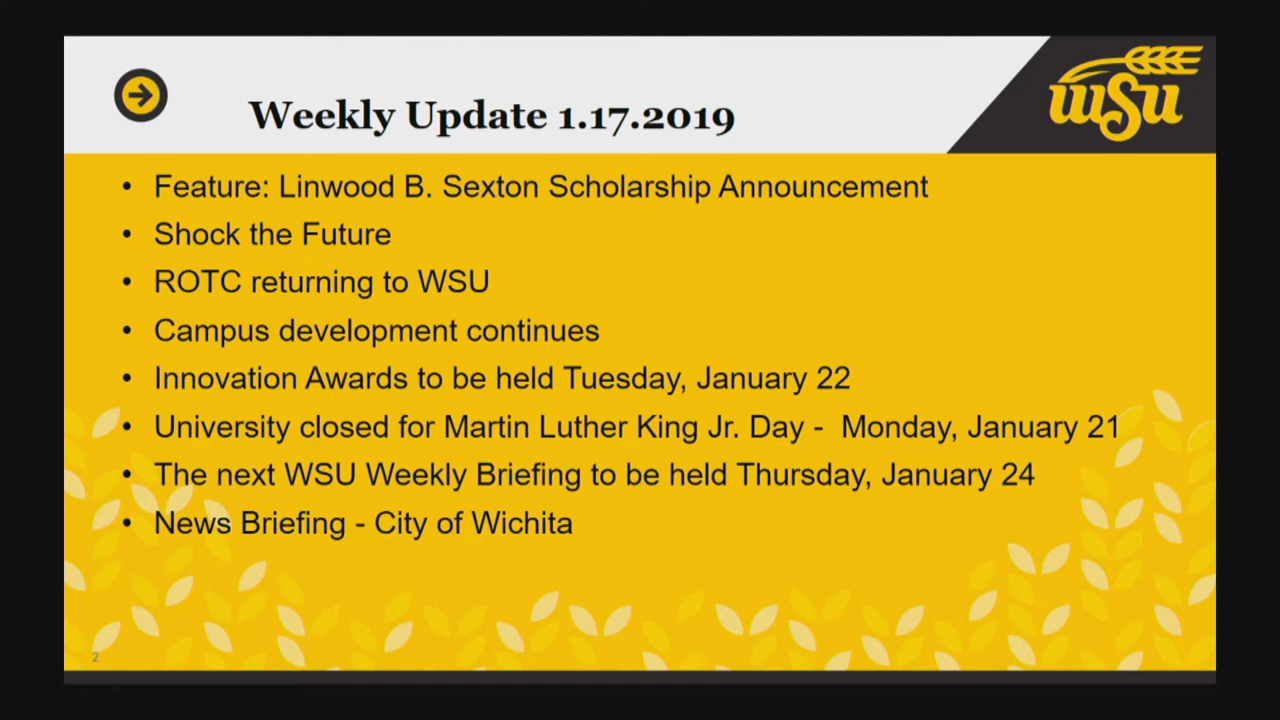 Weekly Update 1.17.2019
WSU
• Feature: Linwood B. Sexton Scholarship Announcement
• Shock the Future
• ROTC returning to WSU
• Campus development continues
• Innovation Awards to be held Tuesday, January 22
• University closed for Martin Luther King Jr. Day -  Monday, January 21
• The next WSU Weekly Briefing to be held Thursday, January 24
• News Briefing - City of Wichita
2